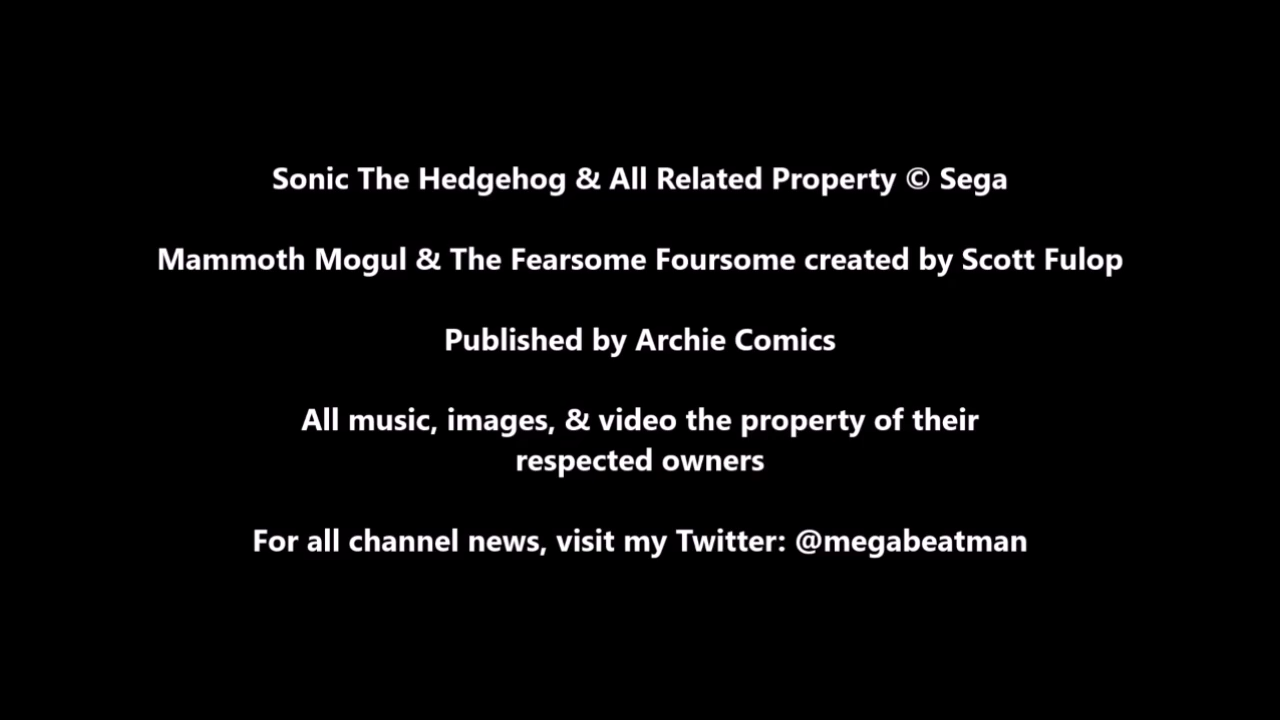 Sonic The Hedgehog & All Related Property © Sega
Mammoth Mogul & The Fearsome Foursome created by Scott Fulop
Published by Archie Comics
All music, images, & video the property of their
respected owners
For all channel news, visit my Twitter: @megabeatman